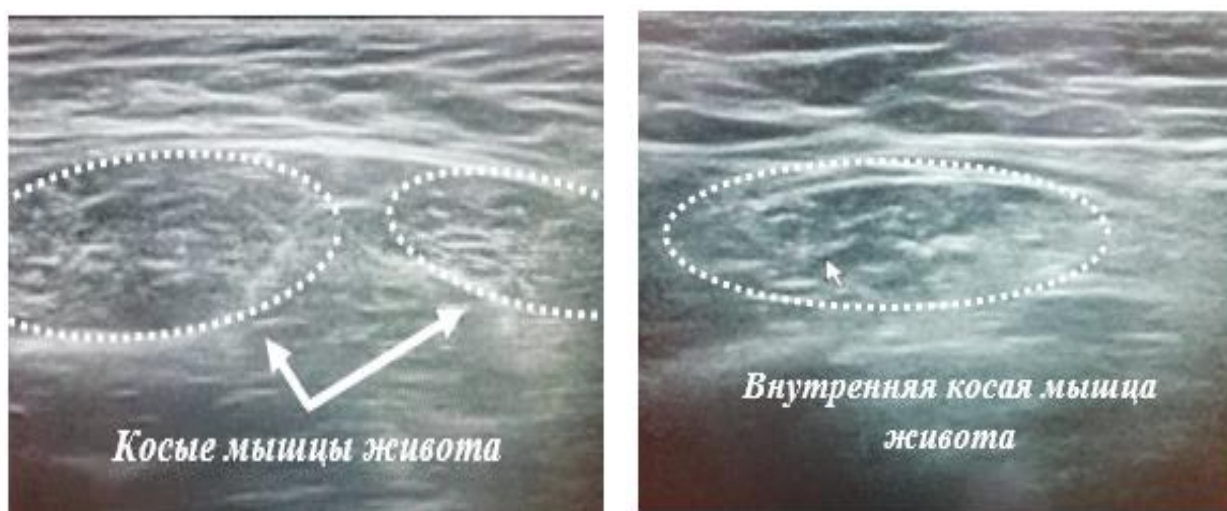 Косые мышцы живота
Внутренняя косая мышца
живота